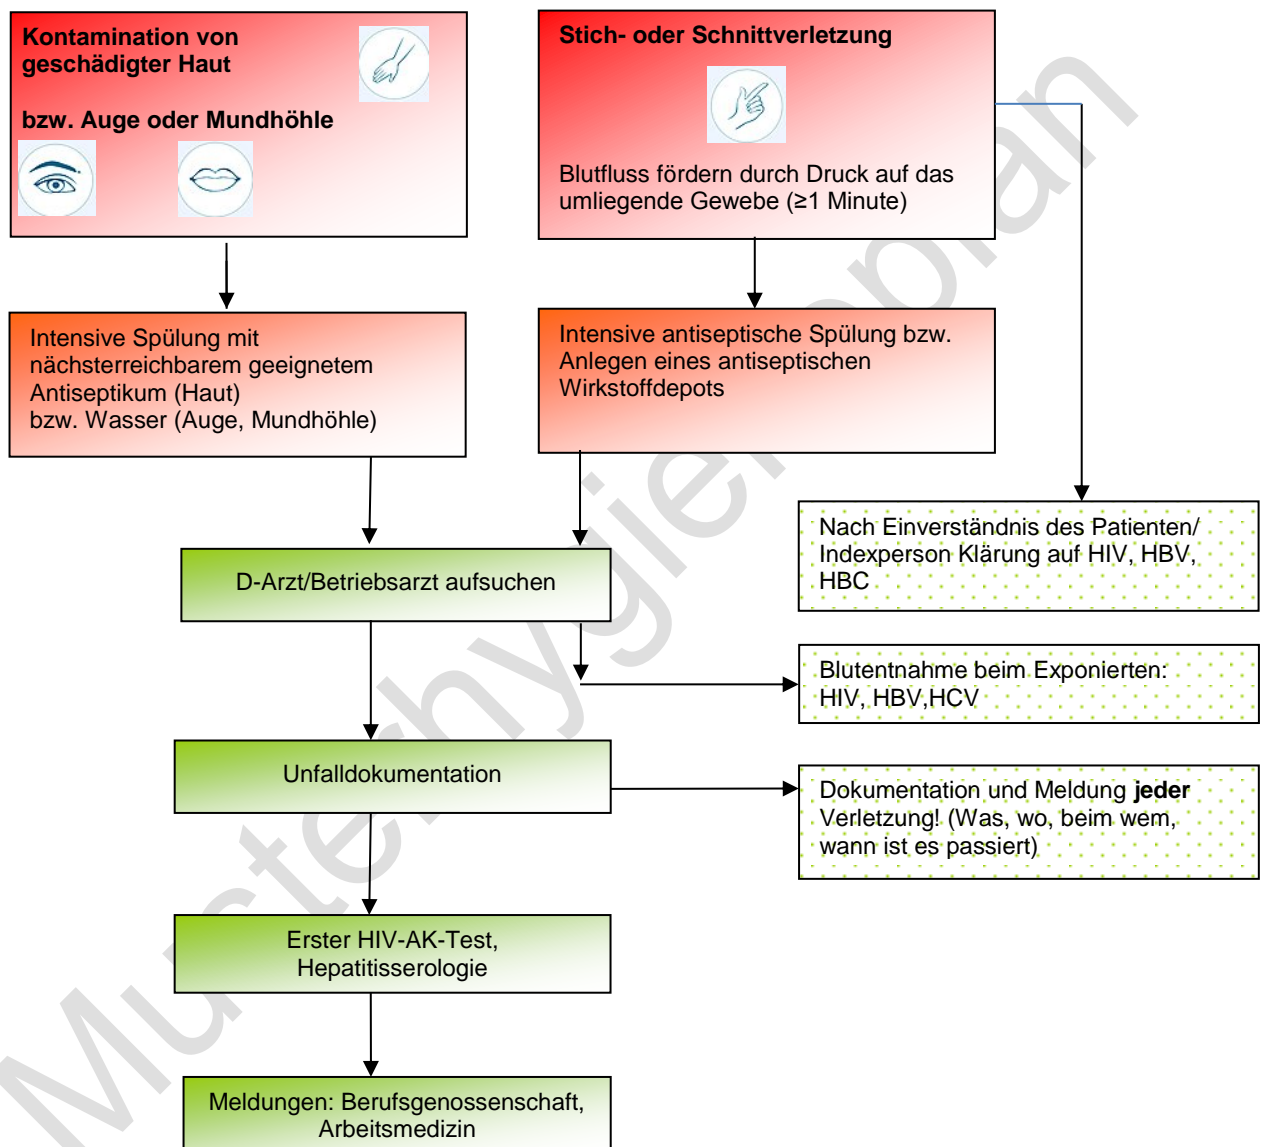 Kontamination von
geschädigter Haut
bzw. Auge oder Mundhöhle
Stich- oder Schnittverletzung
Blutfluss fördern durch Druck auf das
umliegende Gewebe (≥1 Minute)
Intensive Spülung mit
nächsterreichbarem geeignetem
Antiseptikum (Haut)
bzw. Wasser (Auge, Mundhöhle)
Intensive antiseptische Spülung bzw.
Anlegen eines antiseptischen
Wirkstoffdepots
Nach Einverständnis des Patienten/
Indexperson Klärung auf HIV, HBV,
HBC
D-Arzt/Betriebsarzt aufsuchen
Blutentnahme beim Exponierten:
HIV, HBV,HCV
Unfalldokumentation
Dokumentation und Meldung jeder
Verletzung! (Was, wo, beim wem,
wann ist es passiert)
Erster HIV-AK-Test,
Hepatitisserologie
Meldungen: Berufsgenossenschaft,
Arbeitsmedizin
Musterhygieneplan